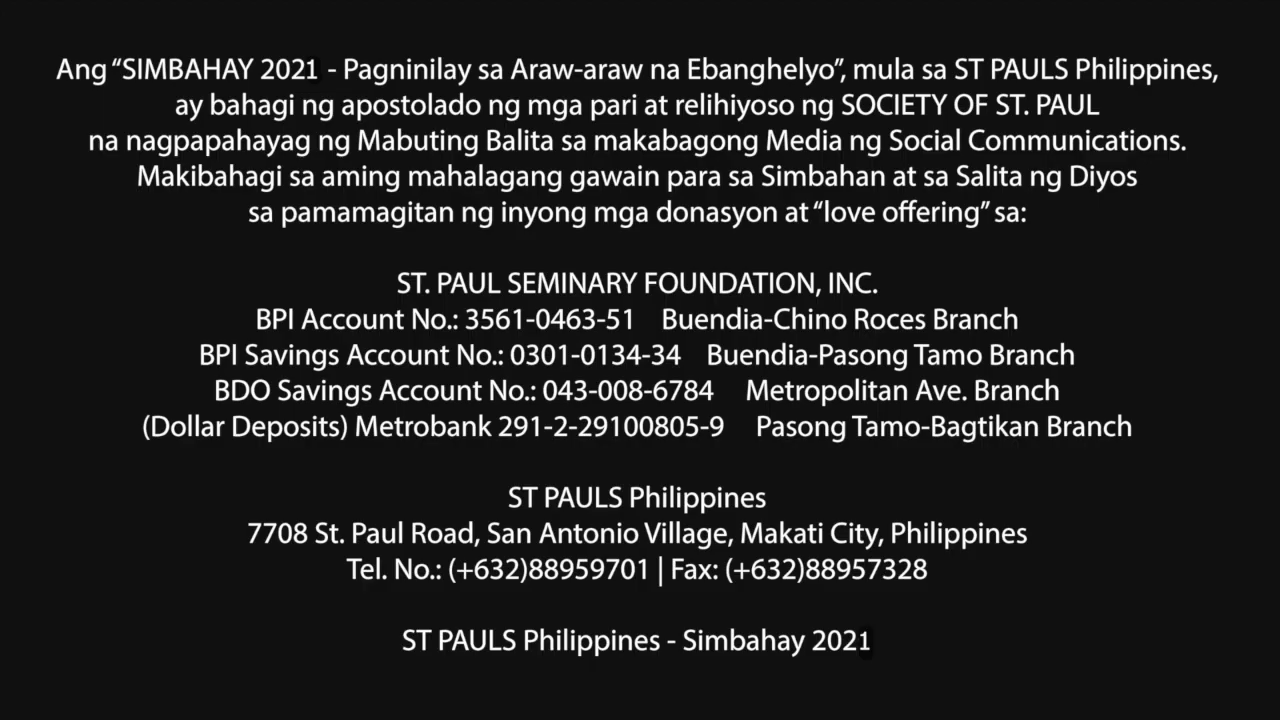 Ang “SIMBAHAY 2021 - Pagninilay sa Araw-araw na Ebanghelyo”, mula sa ST PAULS Philippines,
ay bahagi ng apostolado ng mga pari at relihiyoso ng SOCIETY OF ST. PAUL
na nagpapahayag ng Mabuting Balita sa makabagong Media ng Social Communications.
Makibahagi sa aming mahalagang gawain para sa Simbahan at sa Salita ng Diyos
sa pamamagitan ng inyong mga donasyon at “love offering” sa:
ST. PAUL SEMINARY FOUNDATION, INC.
BPI Account No.: 3561-0463-51 Buendia-Chino Roces Branch
BPI Savings Account No.: 0301-0134-34 Buendia-Pasong Tamo Branch
BDO Savings Account No.: 043-008-6784 Metropolitan Ave. Branch
(Dollar Deposits) Metrobank 291-2-29100805-9 Pasong Tamo-Bagtikan Branch
ST PAULS Philippines
7708 St. Paul Road, San Antonio Village, Makati City, Philippines
Tel. No.: (+632)88959701 | Fax: (+632)88957328
ST PAULS Philippines - Simbahay 2021